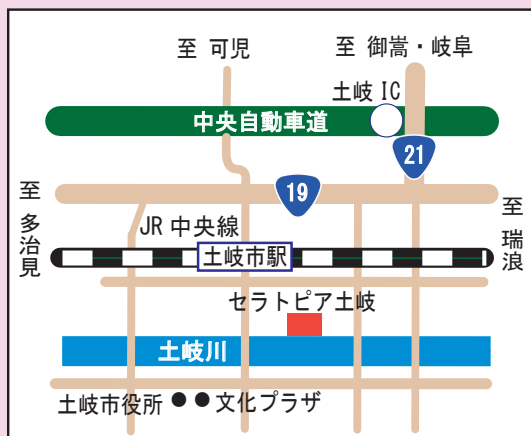 至 可児
至 御嵩・岐阜
土岐 IC
中央自動車道
21
19
至 多治見
至 瑞浪
JR 中央線
土岐市駅
セラトピア土岐
土岐川
土岐市役所
文化プラザ